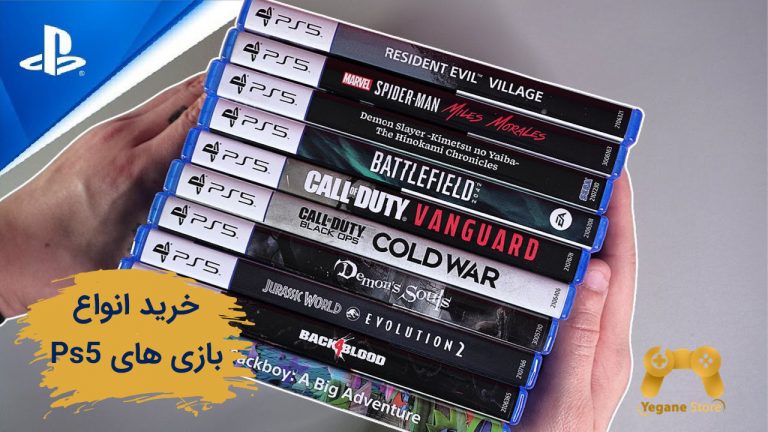 PS5
RESIDENT EVIL™ VILLAGE
PS5
MARVEL SPIDER-MAN MILES MORALES
PS5
Demon Slayer -Kimetsu no Yaiba-
The Hinokami Chronicles
PS5
BATTLEFIELD 2042
PS5
CALL OF DUTY VANGUARD
PS5
CALL OF DUTY BLACK OPS COLD WAR
PS5
Demon's Souls
JURASSIC WORLD EVOLUTION 2
BACK 4 BLOOD
ackboy: A Big Adventure
خرید انواع
بازی های Ps5
Yegane Store